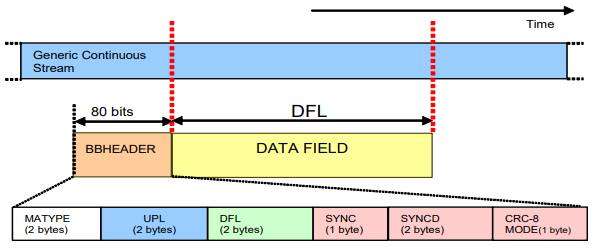 Time
Generic Continuous
Stream
80 bits
DFL
BBHEADER
DATA FIELD
MATYPE
(2 bytes)
UPL
(2 bytes)
DFL
(2 bytes)
SYNC
(1 byte)
SYNCD
(2 bytes)
CRC-8
MODE(1 byte)